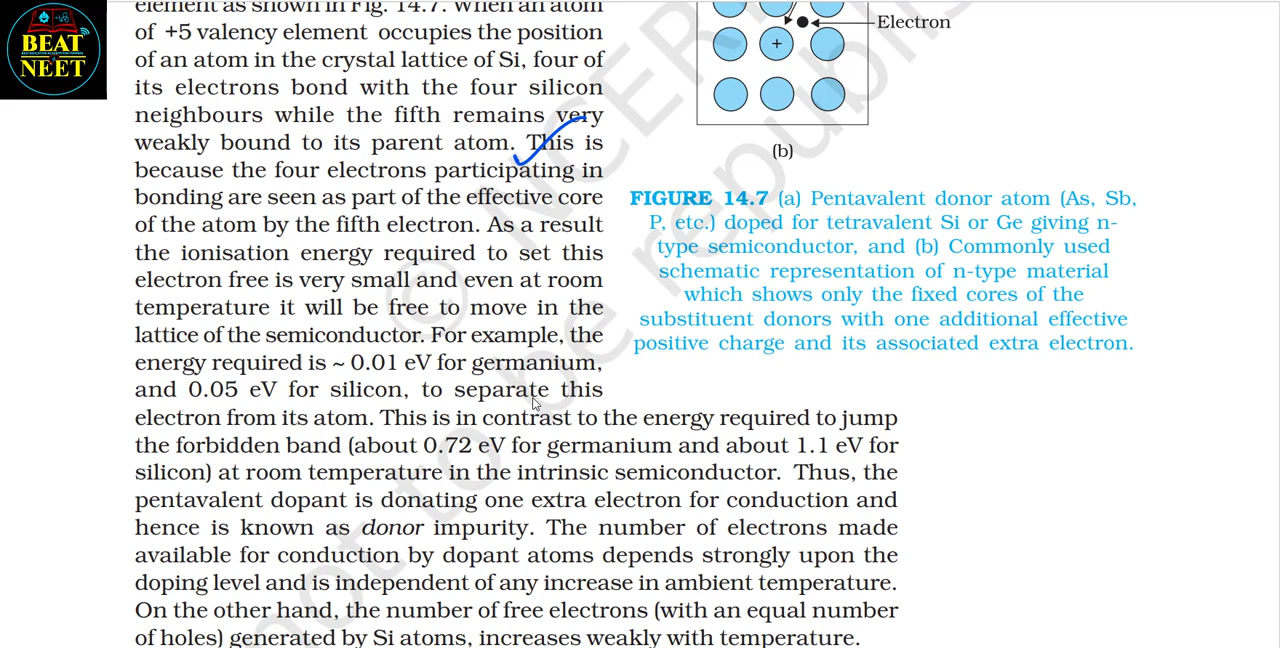 BEAT
BEST EDUCATION ACADEMY FOR TOPPERS
NEET
element as shown in Fig. 14.7. When an atom
of +5 valency element occupies the position
of an atom in the crystal lattice of Si, four of
its electrons bond with the four silicon
neighbours while the fifth remains very
weakly bound to its parent atom. This is
because the four electrons participating in
bonding are seen as part of the effective core
of the atom by the fifth electron. As a result
the ionisation energy required to set this
electron free is very small and even at room
temperature it will be free to move in the
lattice of the semiconductor. For example, the
energy required is ~ 0.01 eV for germanium,
and 0.05 eV for silicon, to separate this
electron from its atom. This is in contrast to the energy required to jump
the forbidden band (about 0.72 eV for germanium and about 1.1 eV for
silicon) at room temperature in the intrinsic semiconductor. Thus, the
pentavalent dopant is donating one extra electron for conduction and
hence is known as donor impurity. The number of electrons made
available for conduction by dopant atoms depends strongly upon the
doping level and is independent of any increase in ambient temperature.
On the other hand, the number of free electrons (with an equal number
of holes) generated by Si atoms, increases weakly with temperature.
Electron
+
(b)
FIGURE 14.7 (a) Pentavalent donor atom (As, Sb,
P, etc.) doped for tetravalent Si or Ge giving n-
type semiconductor, and (b) Commonly used
schematic representation of n-type material
which shows only the fixed cores of the
substituent donors with one additional effective
positive charge and its associated extra electron.
© NCERT
not to be republis